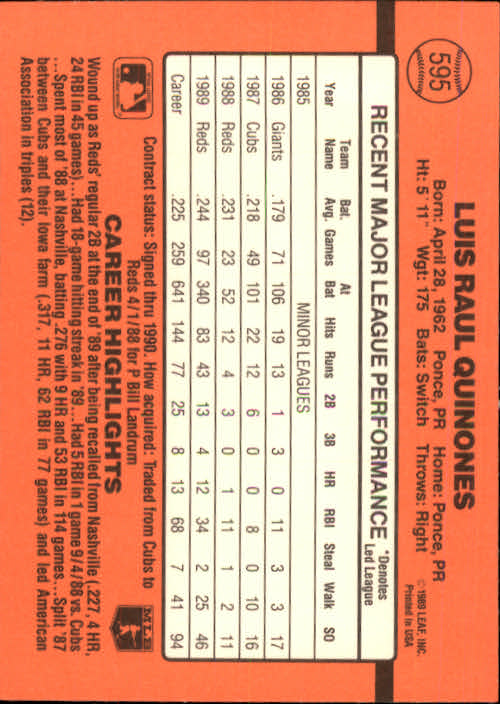 595
LUIS RAUL QUINONES
Born: April 28, 1962 Ponce, PR Home: Ponce, PR
Ht: 5' 11" Wgt: 175 Bats: Switch Throws: Right
©1989 LEAF, INC.
Printed in USA
RECENT MAJOR LEAGUE PERFORMANCE *Denotes Led League
Year Team Name Bat. Avg. Games At Bat Hits Runs 2B 3B HR RBI Steal Walk SO
1985 MINOR LEAGUES
1986 Giants .179 71 106 19 13 1 3 0 11 3 3 17
1987 Cubs .218 49 101 22 12 6 0 0 8 0 10 16
1988 Reds .231 23 52 12 4 3 0 1 11 1 2 11
1989 Reds .244 97 340 83 43 13 4 12 34 2 25 46
Career .225 259 641 144 77 25 8 13 68 7 41 94
Contract status: Signed thru 1990. How acquired: Traded from Cubs to
Reds 4/1/88 for P Bill Landrum
MLB
CAREER HIGHLIGHTS
Wound up as Reds' regular 2B at the end of '89 after being recalled from Nashville (.227, 4 HR,
24 RBI in 45 games)...Had 18-game hitting streak in '89...Had 5 RBI in 1 game 9/4/88 vs. Cubs
...Spent most of '88 at Nashville, batting .276 with 9 HR and 53 RBI in 114 games...Split '87
between Cubs and their Iowa farm (.317, 11 HR, 62 RBI in 77 games) and led American
Association in triples (12).